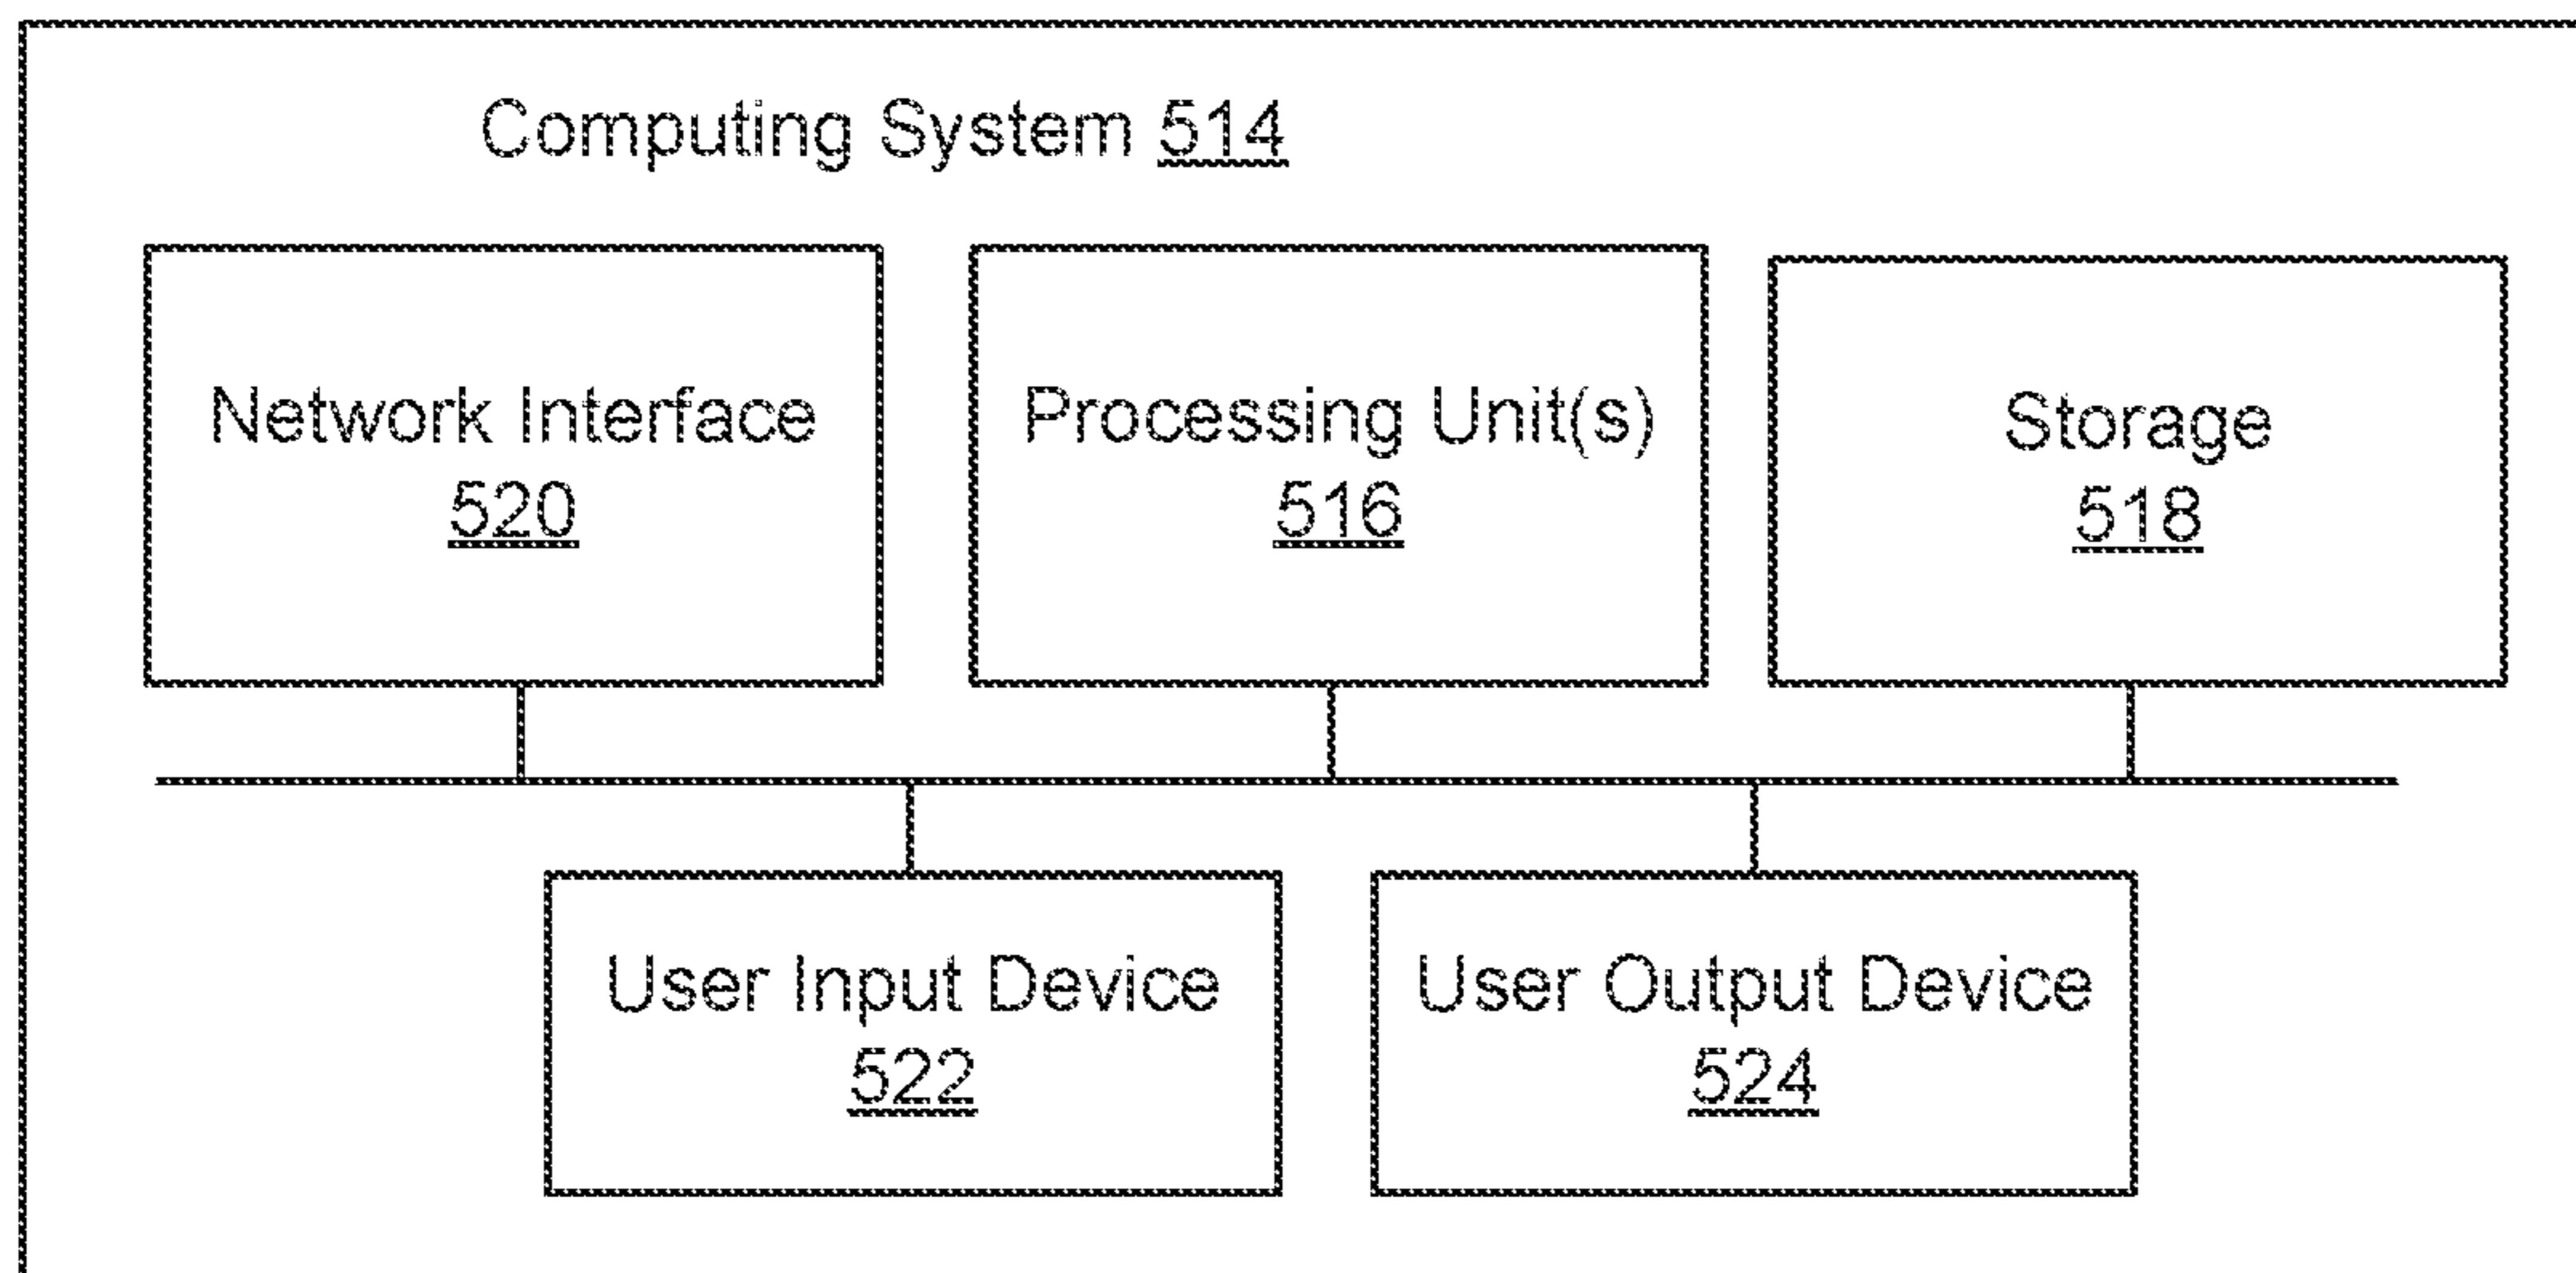 Computing System 514
Network Interface
520
Processing Unit(s)
516
Storage
518
User Input Device
522
User Output Device
524